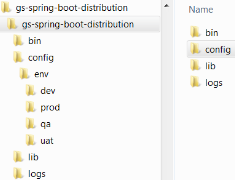 gs-spring-boot-distribution
gs-spring-boot-distribution
bin
config
env
dev
prod
qa
uat
lib
logs
Name
bin
config
lib
logs